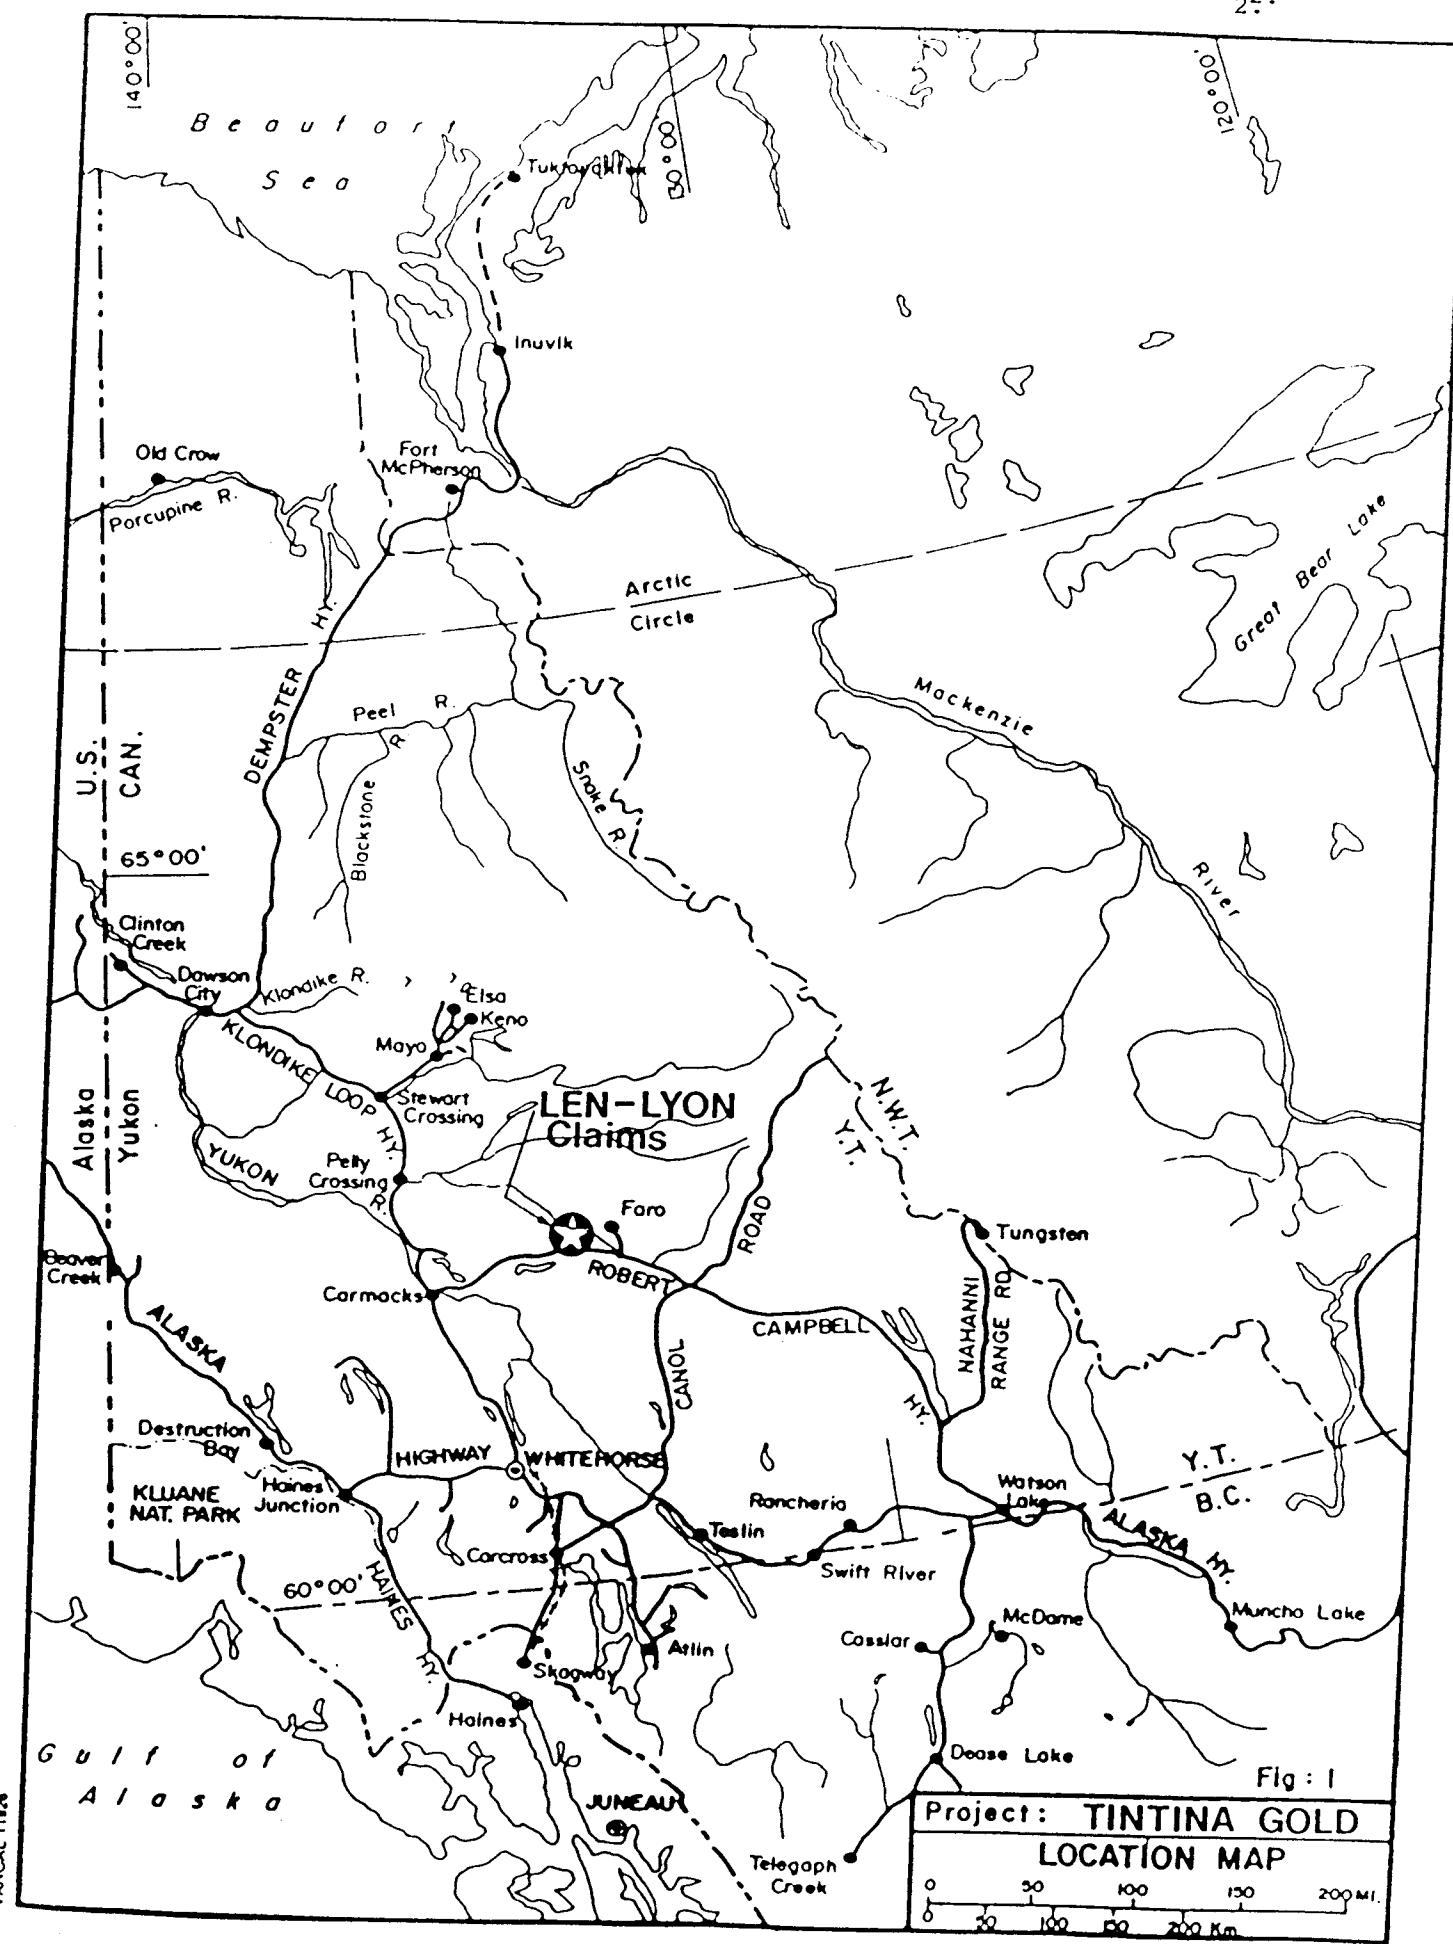 140°00'
130°00'
120°00'
Beaufort
Sea
Tuktoyaktuk
Inuvik
Old Crow
Porcupine R.
Fort
McPherson
Arctic
Circle
Great Bear Lake
DEMPSTER HY.
Peel R.
Blackstone R.
Snake R.
Mackenzie River
U.S.
CAN.
65°00'
Clinton
Creek
Dawson
City
Klondike R.
Elsa
Keno
Mayo
KLONDIKE LOOP HY.
Stewart
Crossing
LEN-LYON
Claims
Alaska
Yukon
YUKON R.
Pelly
Crossing
N.W.T.
Y.T.
Faro
ROAD
Tungsten
Beaver
Creek
Carmacks
ROBERT CAMPBELL HY.
NAHANNI
RANGE RD.
CANOL
ALASKA
Destruction
Bay
HIGHWAY
WHITEHORSE
KLUANE
NAT. PARK
Haines
Junction
Rancheria
Watson
Lake
Y.T.
B.C.
Teslin
Carcross
Swift River
ALASKA HY.
60°00'
HAINES HY.
Muncho Lake
McDame
Cassiar
Atlin
Skagway
Haines
Dease Lake
Gulf of
Alaska
JUNEAU
Telegaph
Creek
Fig: 1
Project: TINTINA GOLD
LOCATION MAP
0 50 100 150 200 MI.
0 50 100 150 200 Km.